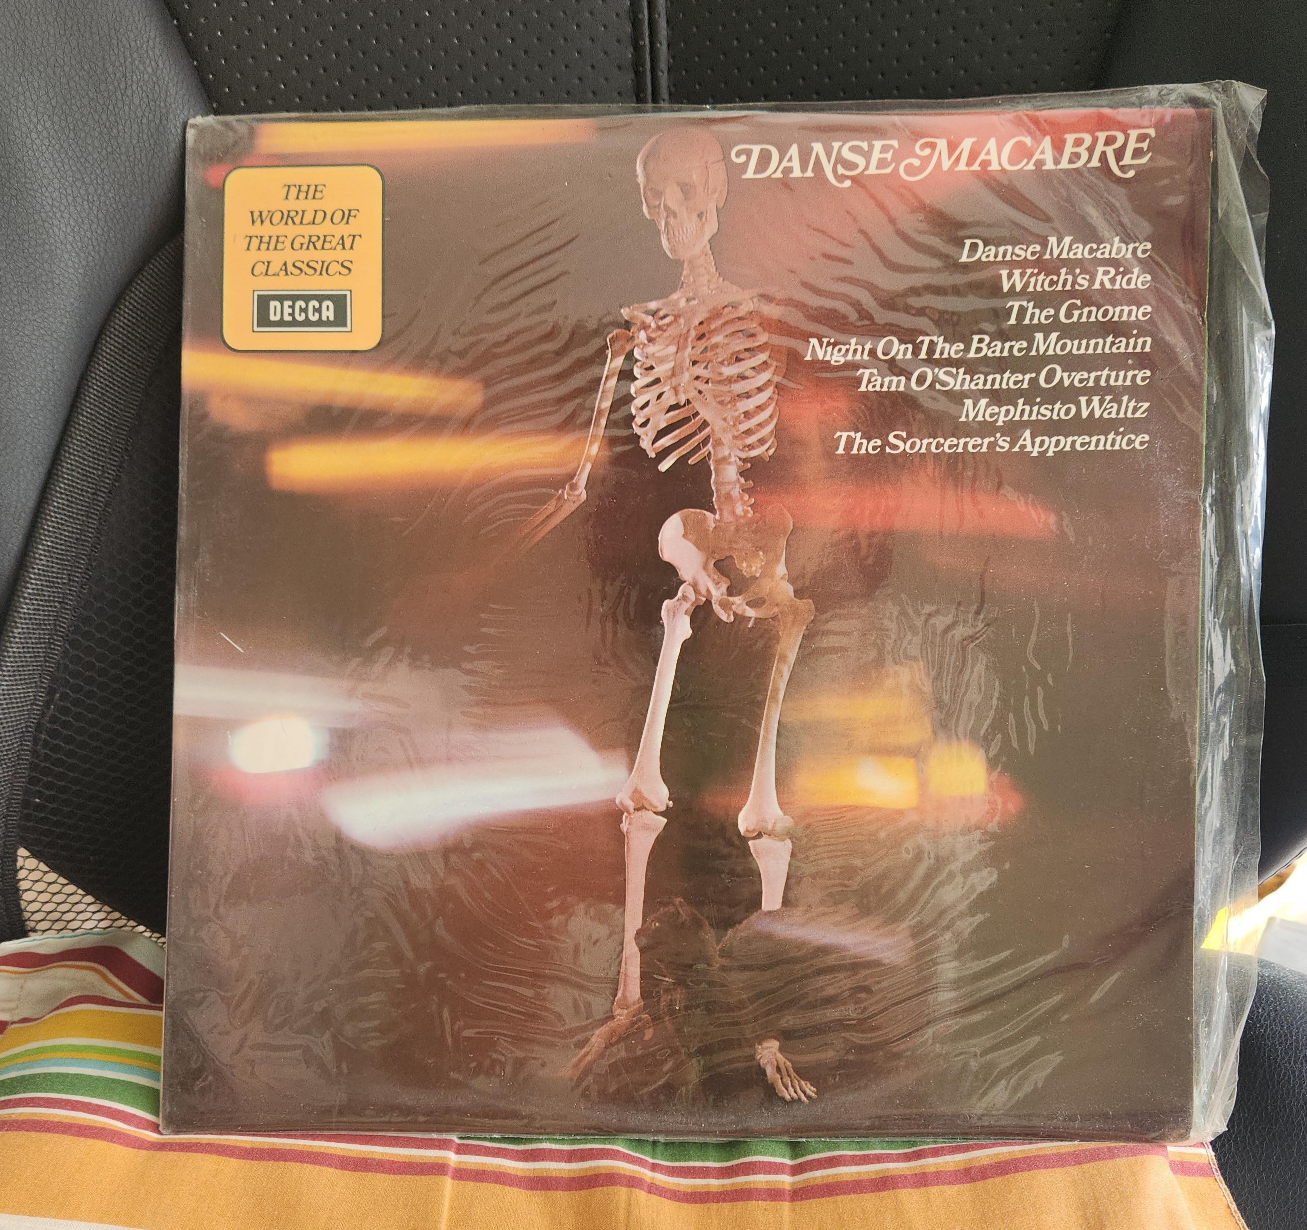 THE
WORLD OF
THE GREAT
CLASSICS
DECCA
DANSE MACABRE
Danse Macabre
Witch's Ride
The Gnome
Night On The Bare Mountain
Tam O'Shanter Overture
Mephisto Waltz
The Sorcerer's Apprentice